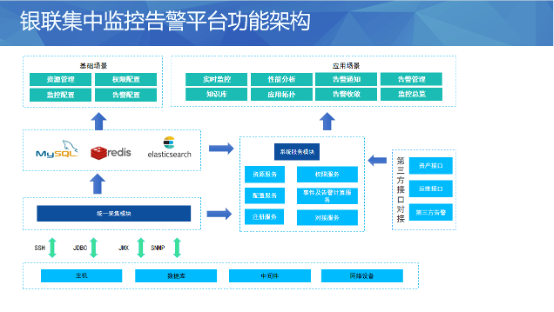 银联集中监控告警平台功能架构
基础场景
资源管理
权限配置
监控配置
告警配置
应用场景
实时监控
性能分析
告警通知
告警管理
知识库
应用拓扑
告警收敛
监控总览
MySQL
redis
elasticsearch
系统任务模块
资源服务
权限服务
配置服务
事件及告警计算服
务
注册服务
对接服务
第三方接口对接
资产接口
运维接口
第三方告警
统一采集模块
SSH
JDBC
JMX
SNMP
主机
数据库
中间件
网络设备